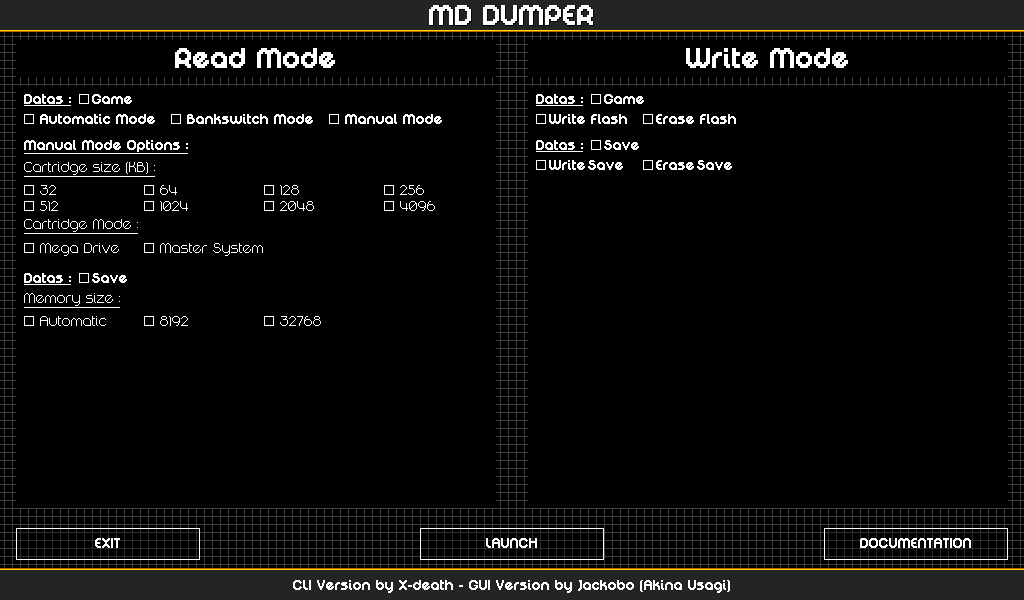 MD DUMPER
Read Mode
Datas : Game
Automatic Mode Bankswitch Mode Manual Mode
Manual Mode Options :
Cartridge size (KB) :
32 64 128 256
512 1024 2048 4096
Cartridge Mode :
Mega Drive Master System
Datas : Save
Memory size :
Automatic 8192 32768
Write Mode
Datas : Game
Write Flash Erase Flash
Datas : Save
Write Save Erase Save
EXIT LAUNCH DOCUMENTATION
CLI Version by X-death - GUI Version by Jackobo (Akina Usagi)